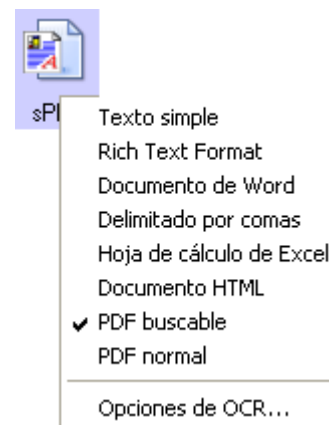 sPI
Texto simple
Rich Text Format
Documento de Word
Delimitado por comas
Hoja de cálculo de Excel
Documento HTML
PDF buscable
PDF normal
Opciones de OCR...